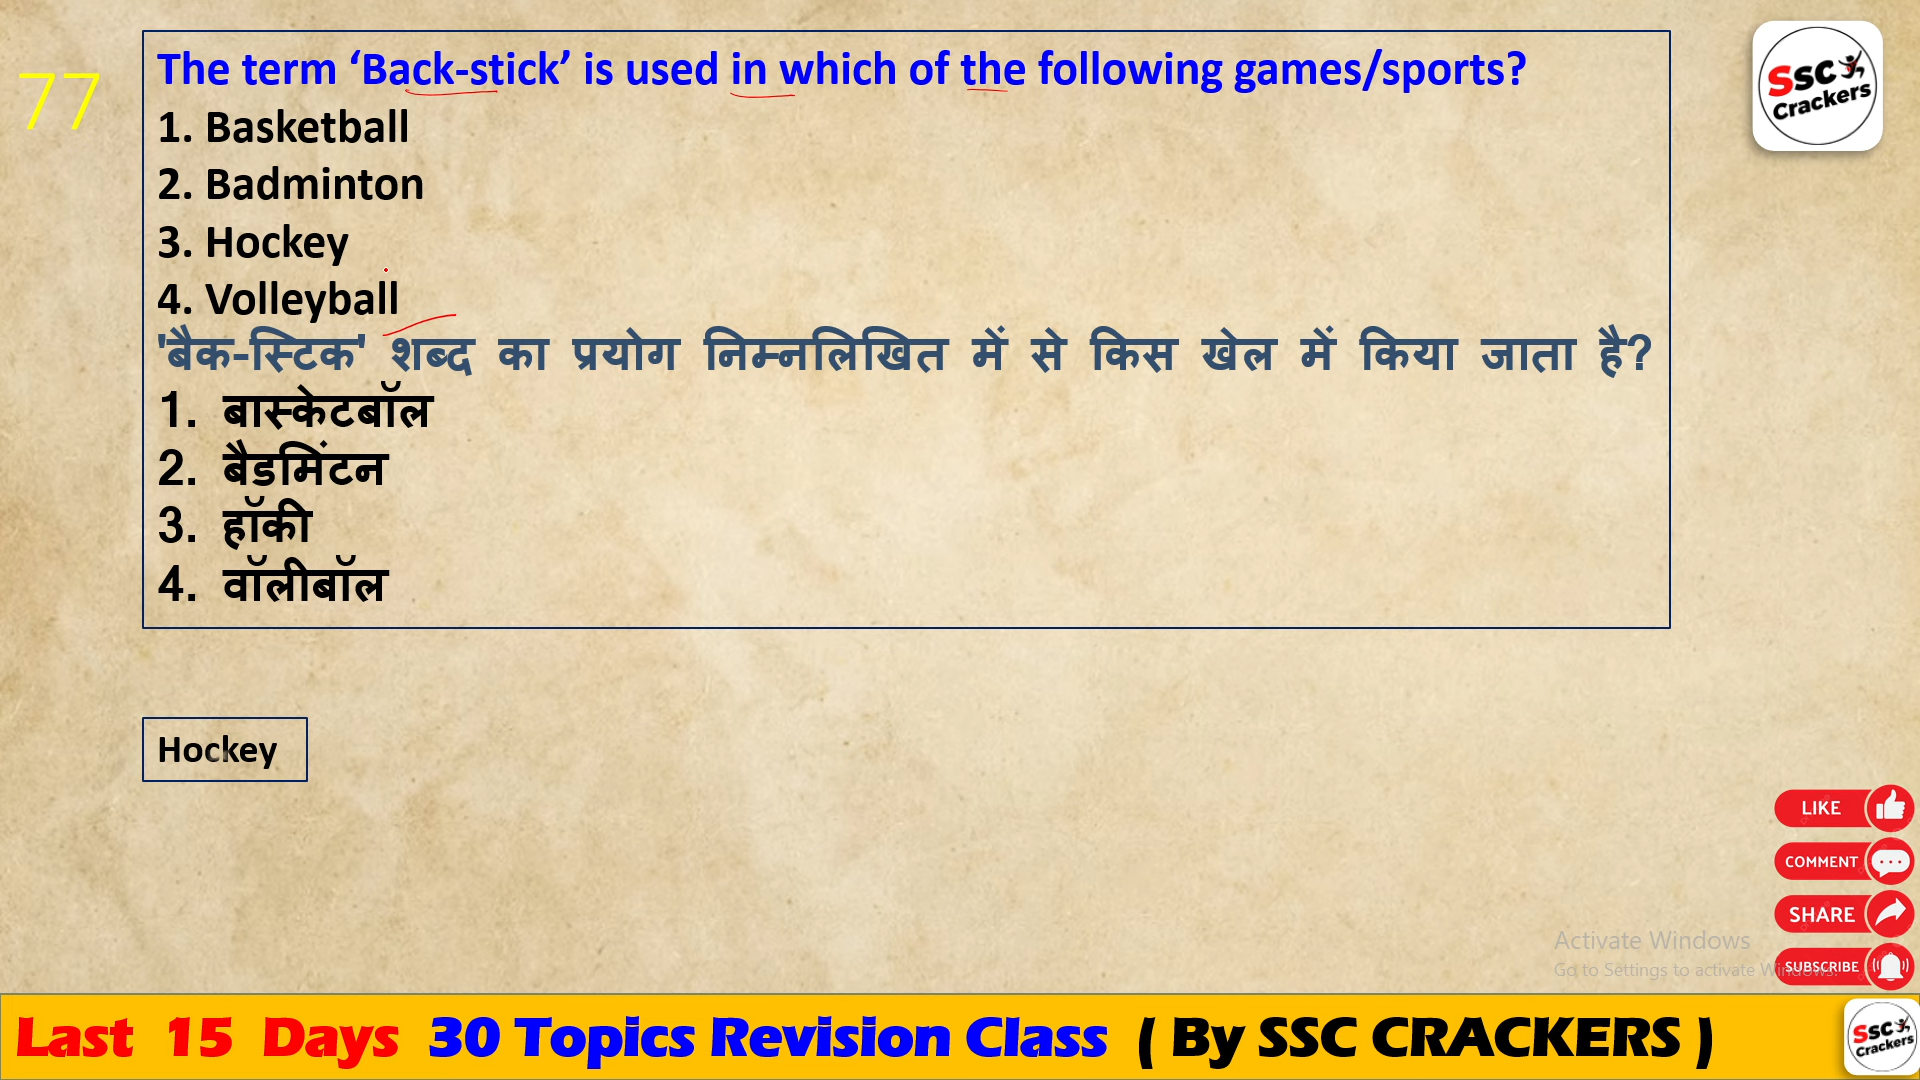 77
The term ‘Back-stick’ is used in which of the following games/sports?
1. Basketball
2. Badminton
3. Hockey
4. Volleyball
'बैक-स्टिक' शब्द का प्रयोग निम्नलिखित में से किस खेल में किया जाता है?
1. बास्केटबॉल
2. बैडमिंटन
3. हॉकी
4. वॉलीबॉल
Hockey
SSC
Crackers
LIKE
COMMENT
SHARE
SUBSCRIBE
Activate Windows
Go to Settings to activate Windows.
Last 15 Days 30 Topics Revision Class ( By SSC CRACKERS )
SSC
Crackers